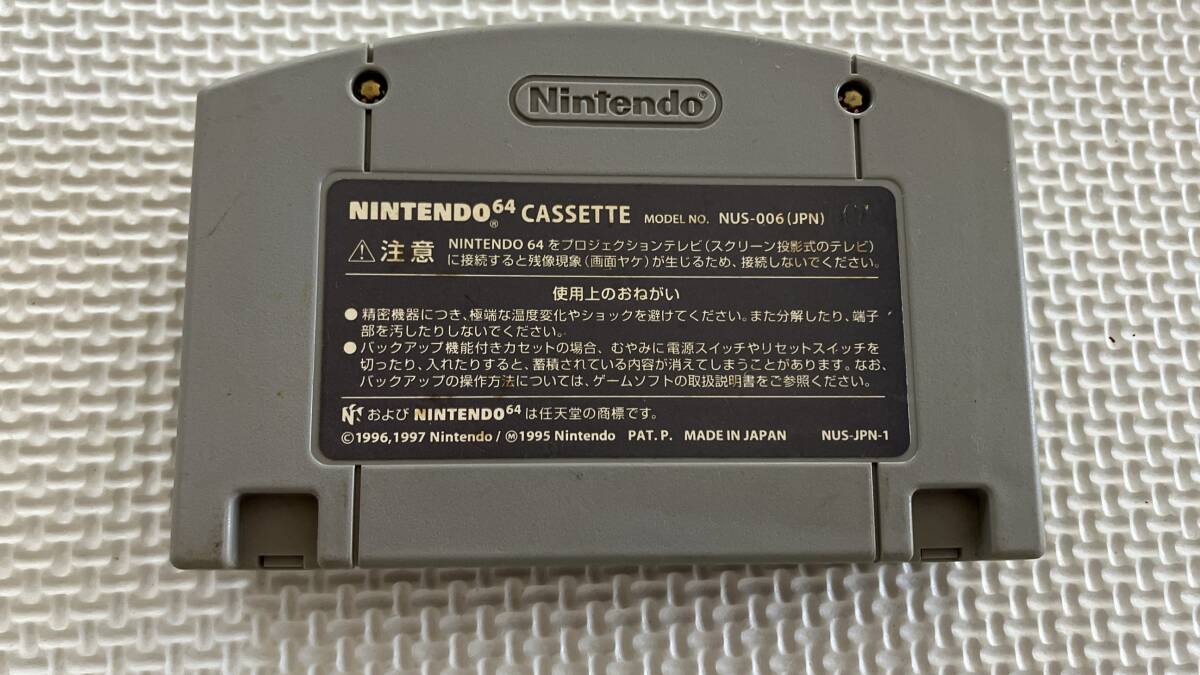 Nintendo®
NINTENDO64® CASSETTE MODEL NO. NUS-006(JPN)
⚠注意 NINTENDO 64 をプロジェクションテレビ(スクリーン投影式のテレビ)
に接続すると残像現象(画面ヤケ)が生じるため、接続しないでください。
使用上のおねがい
●精密機器につき、極端な温度変化やショックを避けてください。また分解したり、端子
部を汚したりしないでください。
●バックアップ機能付きカセットの場合、むやみに電源スイッチやリセットスイッチを
切ったり、入れたりすると、蓄積されている内容が消えてしまうことがあります。なお、
バックアップの操作方法については、ゲームソフトの取扱説明書をご参照ください。
および NINTENDO64 は任天堂の商標です。
©1996,1997 Nintendo / Ⓜ1995 Nintendo PAT. P. MADE IN JAPAN NUS-JPN-1